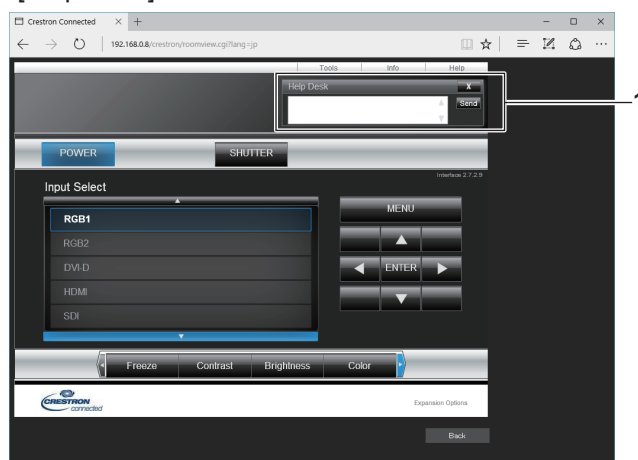 Crestron Connected
192.168.0.8/crestron/roomview.cgi?lang=jp
Tools Info Help
Help Desk X
Send
1
POWER SHUTTER
Interface 2.7.2.9
Input Select
RGB1
RGB2
DVI-D
HDMI
SDI
MENU
ENTER
Freeze Contrast Brightness Color
CRESTRON
connected
Expansion Options
Back